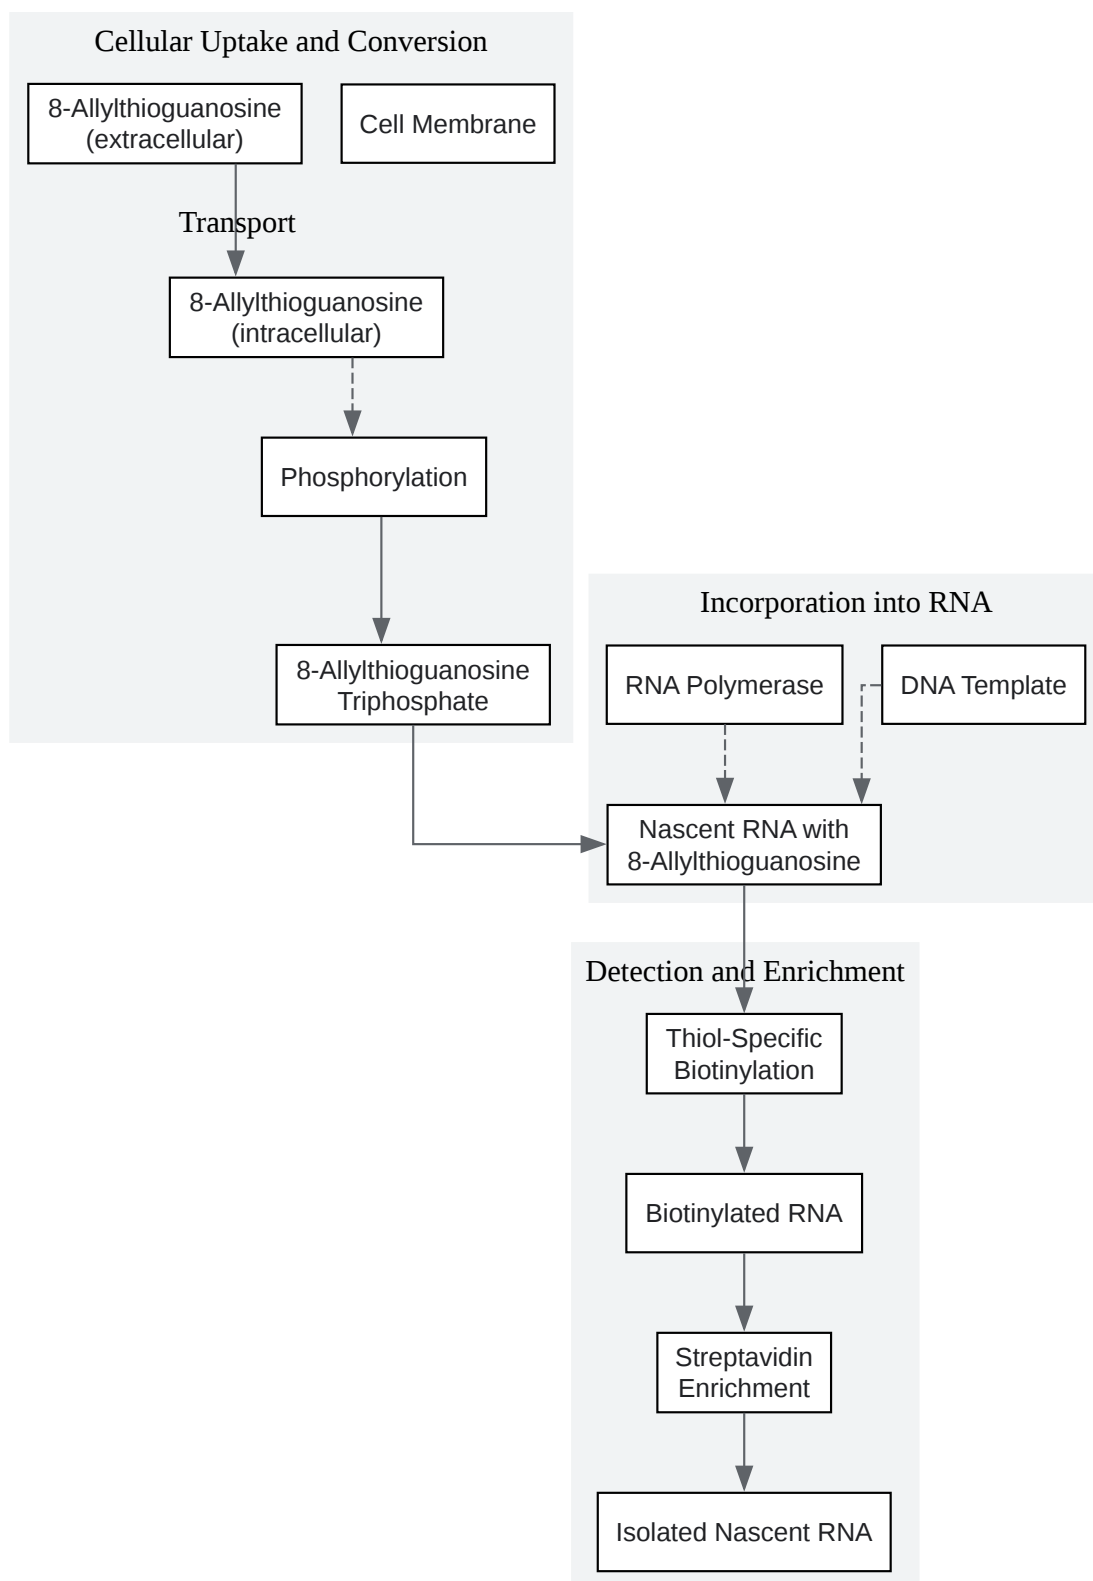 Cellular Uptake and Conversion
8-Allylthioguanosine
(extracellular)
Cell Membrane
Transport
8-Allylthioguanosine
(intracellular)
Phosphorylation
8-Allylthioguanosine
Triphosphate
Incorporation into RNA
RNA Polymerase
DNA Template
Nascent RNA with
8-Allylthioguanosine
Detection and Enrichment
Thiol-Specific
Biotinylation
Biotinylated RNA
Streptavidin
Enrichment
Isolated Nascent RNA